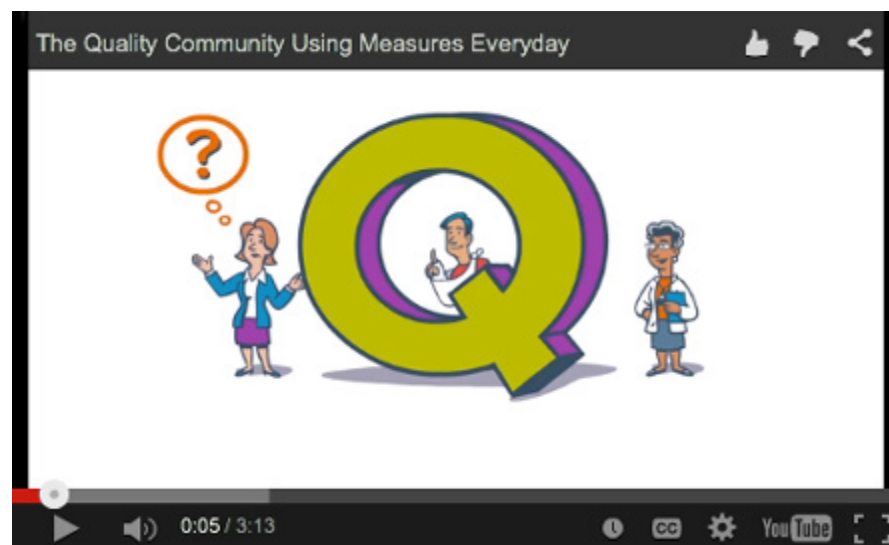 The Quality Community Using Measures Everyday
?
Q
0:05 / 3:13
CC
YouTube